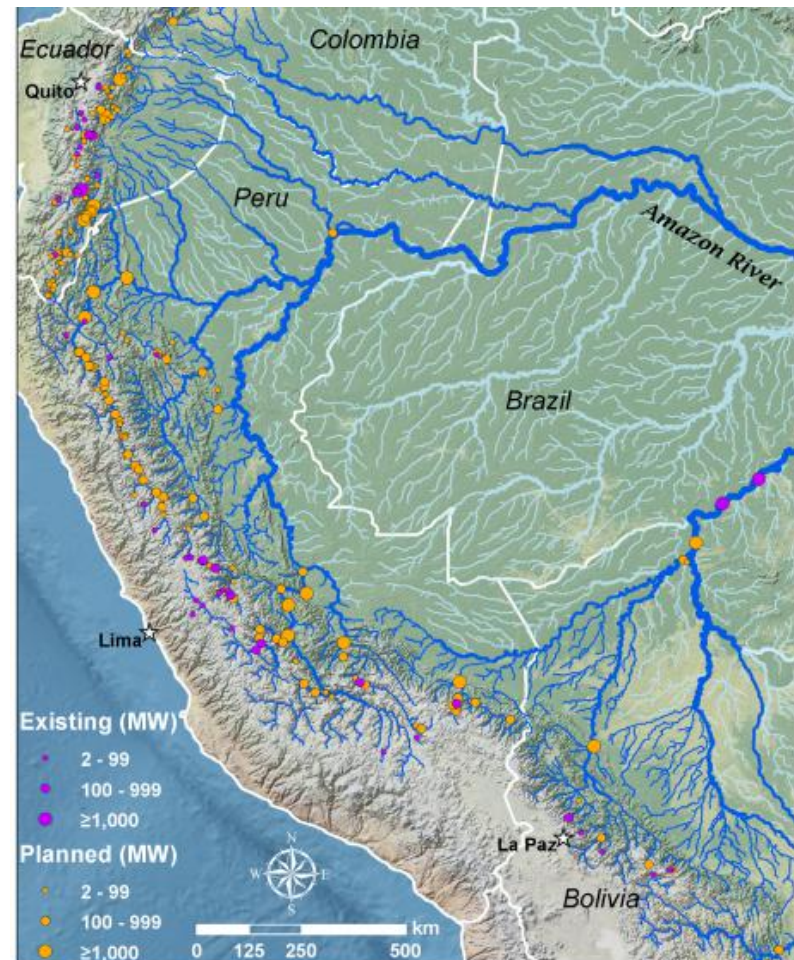 Ecuador
Colombia
Quito
Peru
Amazon River
Brazil
Lima
Existing (MW)
2 - 99
100 - 999
≥1,000
Planned (MW)
2 - 99
100 - 999
≥1,000
N
W
E
S
km
0 125 250 500
La Paz
Bolivia